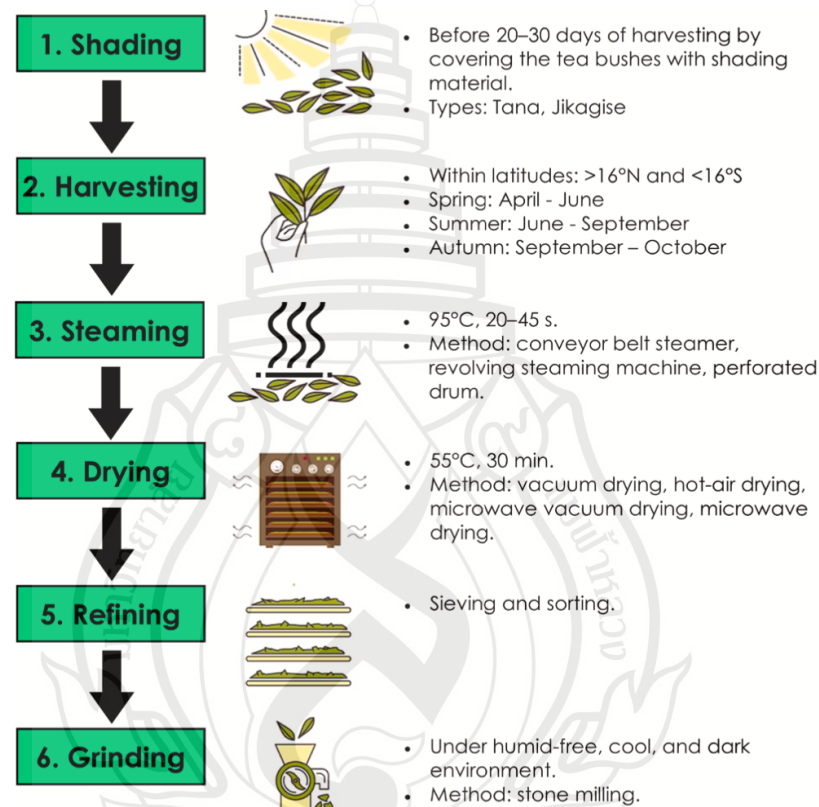 1. Shading
• Before 20–30 days of harvesting by
covering the tea bushes with shading
material.
• Types: Tana, Jikagise
2. Harvesting
• Within latitudes: >16°N and <16°S
• Spring: April - June
• Summer: June - September
• Autumn: September – October
3. Steaming
• 95°C, 20–45 s.
• Method: conveyor belt steamer,
revolving steaming machine, perforated
drum.
4. Drying
• 55°C, 30 min.
• Method: vacuum drying, hot-air drying,
microwave vacuum drying, microwave
drying.
5. Refining
• Sieving and sorting.
6. Grinding
• Under humid-free, cool, and dark
environment.
• Method: stone milling.